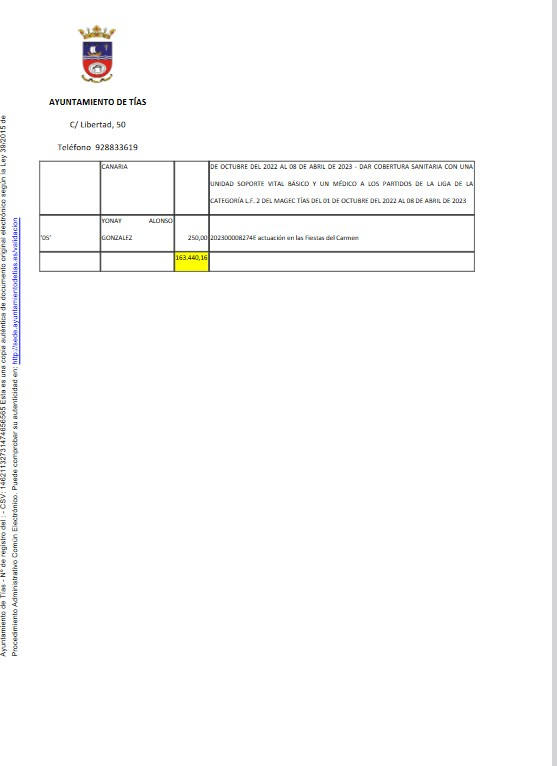 AYUNTAMIENTO DE TÍAS
C/ Libertad, 50
Teléfono 928833619
CANARIA
DE OCTUBRE DEL 2022 AL 08 DE ABRIL DE 2023 - DAR COBERTURA SANITARIA CON UNA
UNIDAD SOPORTE VITAL BÁSICO Y UN MÉDICO A LOS PARTIDOS DE LA LIGA DE LA
CATEGORÍA L.F. 2 DEL MAGEC TÍAS DEL 01 DE OCTUBRE DEL 2022 AL 08 DE ABRIL DE 2023
YONAY ALONSO
'05' GONZALEZ 250,00 202300008274E actuación en las Fiestas del Carmen
163.440,16
Ayuntamiento de Tías - Nº de registro del : - CSV: 14621132731474656565 Esta es una copia auténtica de documento original electrónico según la Ley 39/2015 de
Procedimiento Administrativo Común Electrónico. Puede comprobar su autenticidad en: http://sede.ayuntamientodetias.es/validacion